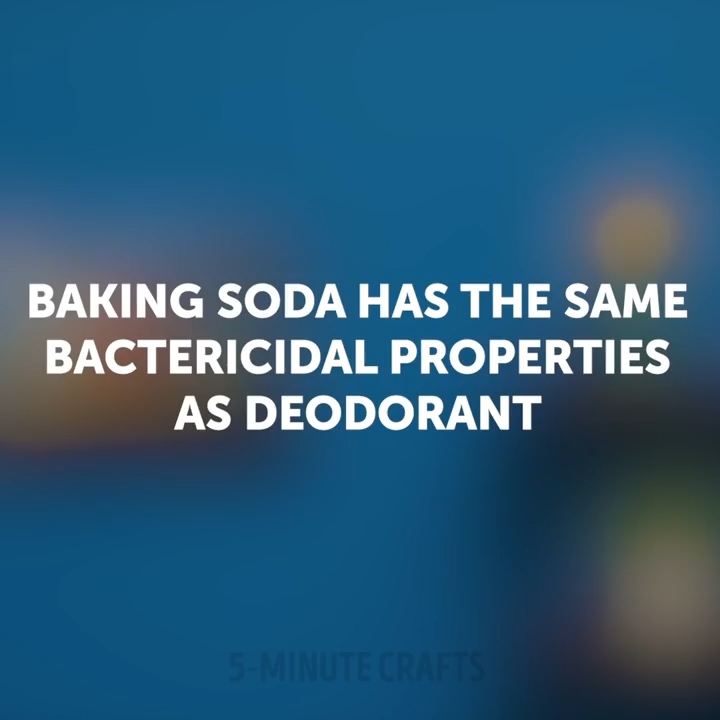 BAKING SODA HAS THE SAME
BACTERICIDAL PROPERTIES
AS DEODORANT
5-MINUTE CRAFTS